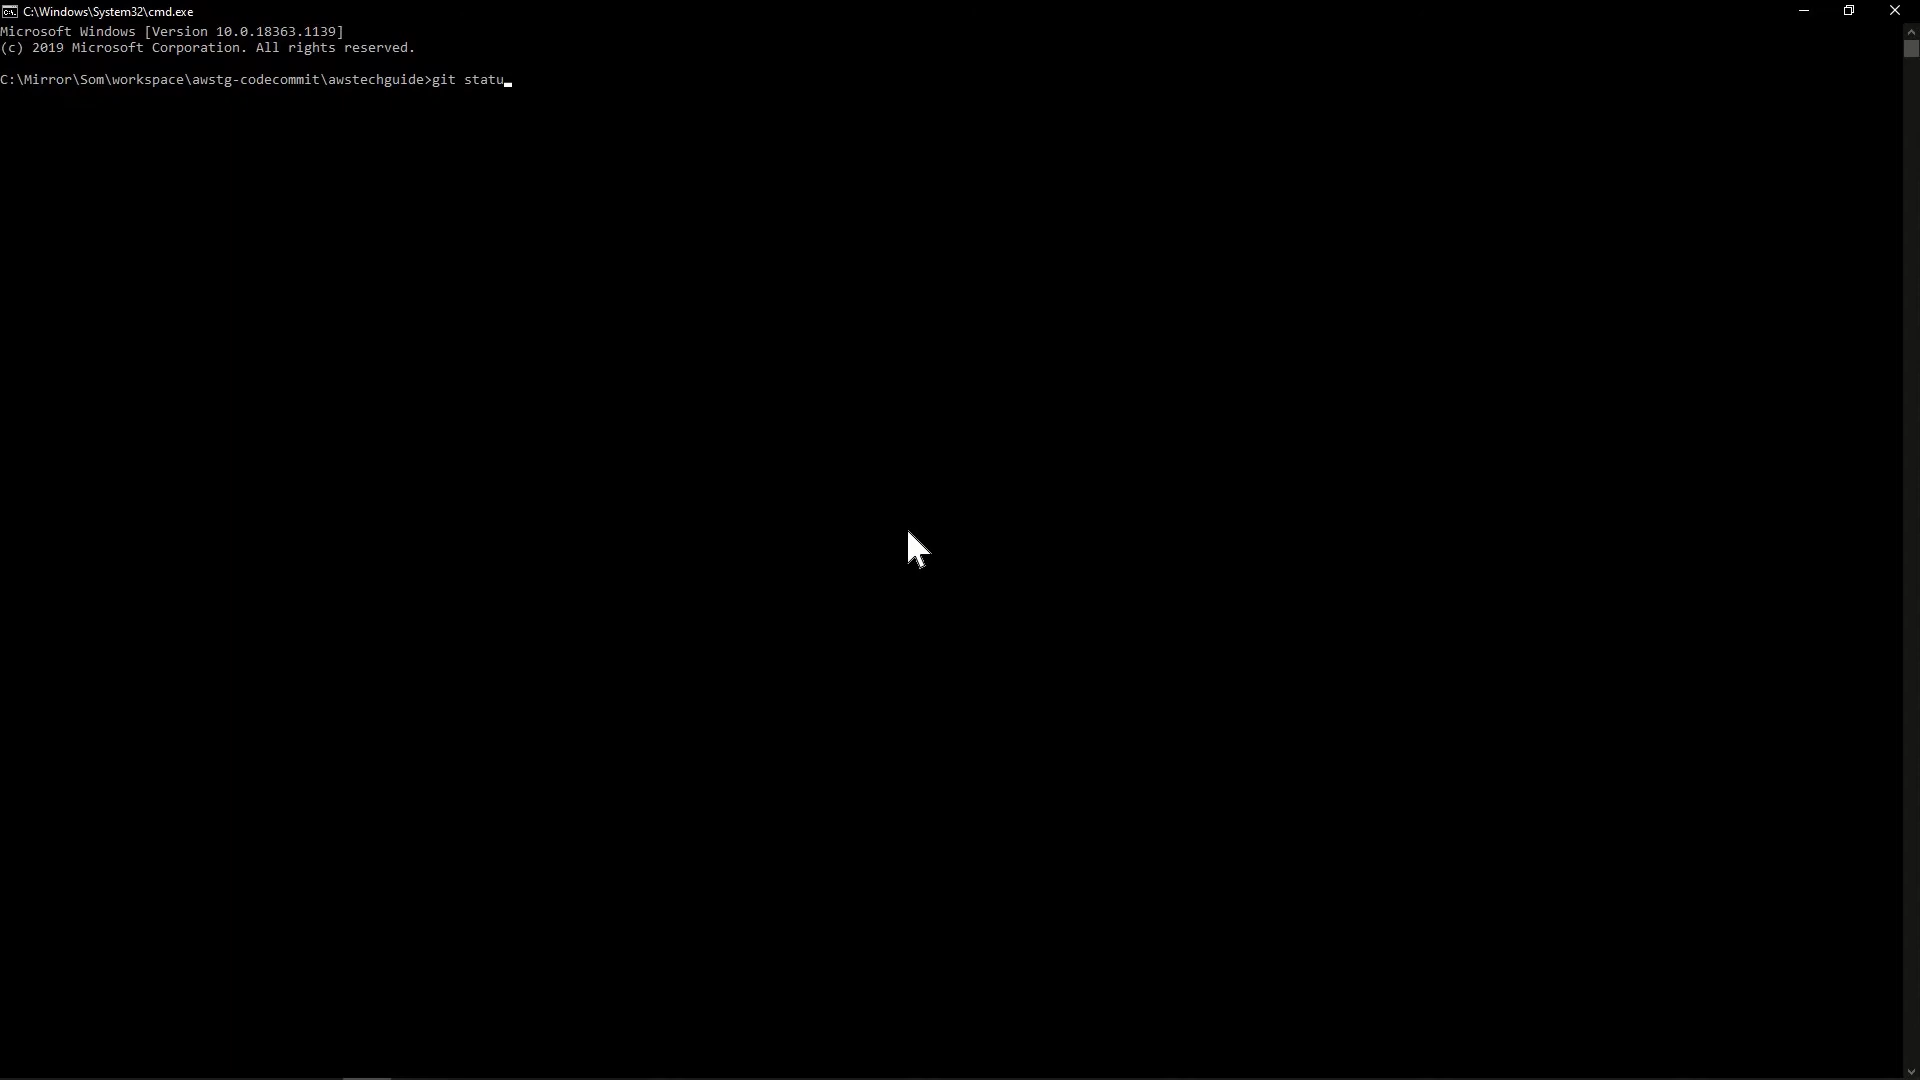 C:\Windows\System32\cmd.exe
Microsoft Windows [Version 10.0.18363.1139]
(c) 2019 Microsoft Corporation. All rights reserved.
C:\Mirror\Som\workspace\awstg-codecommit\awstechguide>git statu